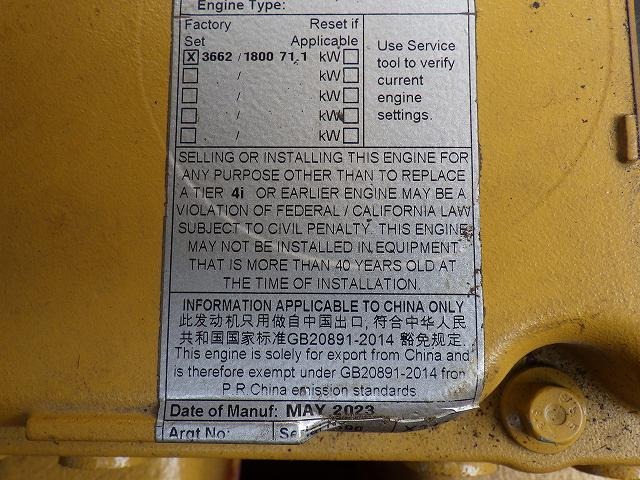 Engine Type:
Factory Set
Reset if Applicable
X 3662 / 1800 71.1 kW
/ kW
/ kW
/ kW
/ kW
Use Service
tool to verify
current
engine
settings.
SELLING OR INSTALLING THIS ENGINE FOR
ANY PURPOSE OTHER THAN TO REPLACE
A TIER 4i OR EARLIER ENGINE MAY BE A
VIOLATION OF FEDERAL / CALIFORNIA LAW
SUBJECT TO CIVIL PENALTY. THIS ENGINE
MAY NOT BE INSTALLED IN EQUIPMENT
THAT IS MORE THAN 40 YEARS OLD AT
THE TIME OF INSTALLATION.
INFORMATION APPLICABLE TO CHINA ONLY
此发动机只用做自中国出口, 符合中华人民
共和国国家标准GB20891-2014 豁免规定.
This engine is solely for export from China and
is therefore exempt under GB20891-2014 from
P.R.China emission standards
Date of Manuf: MAY 2023
Argt No: